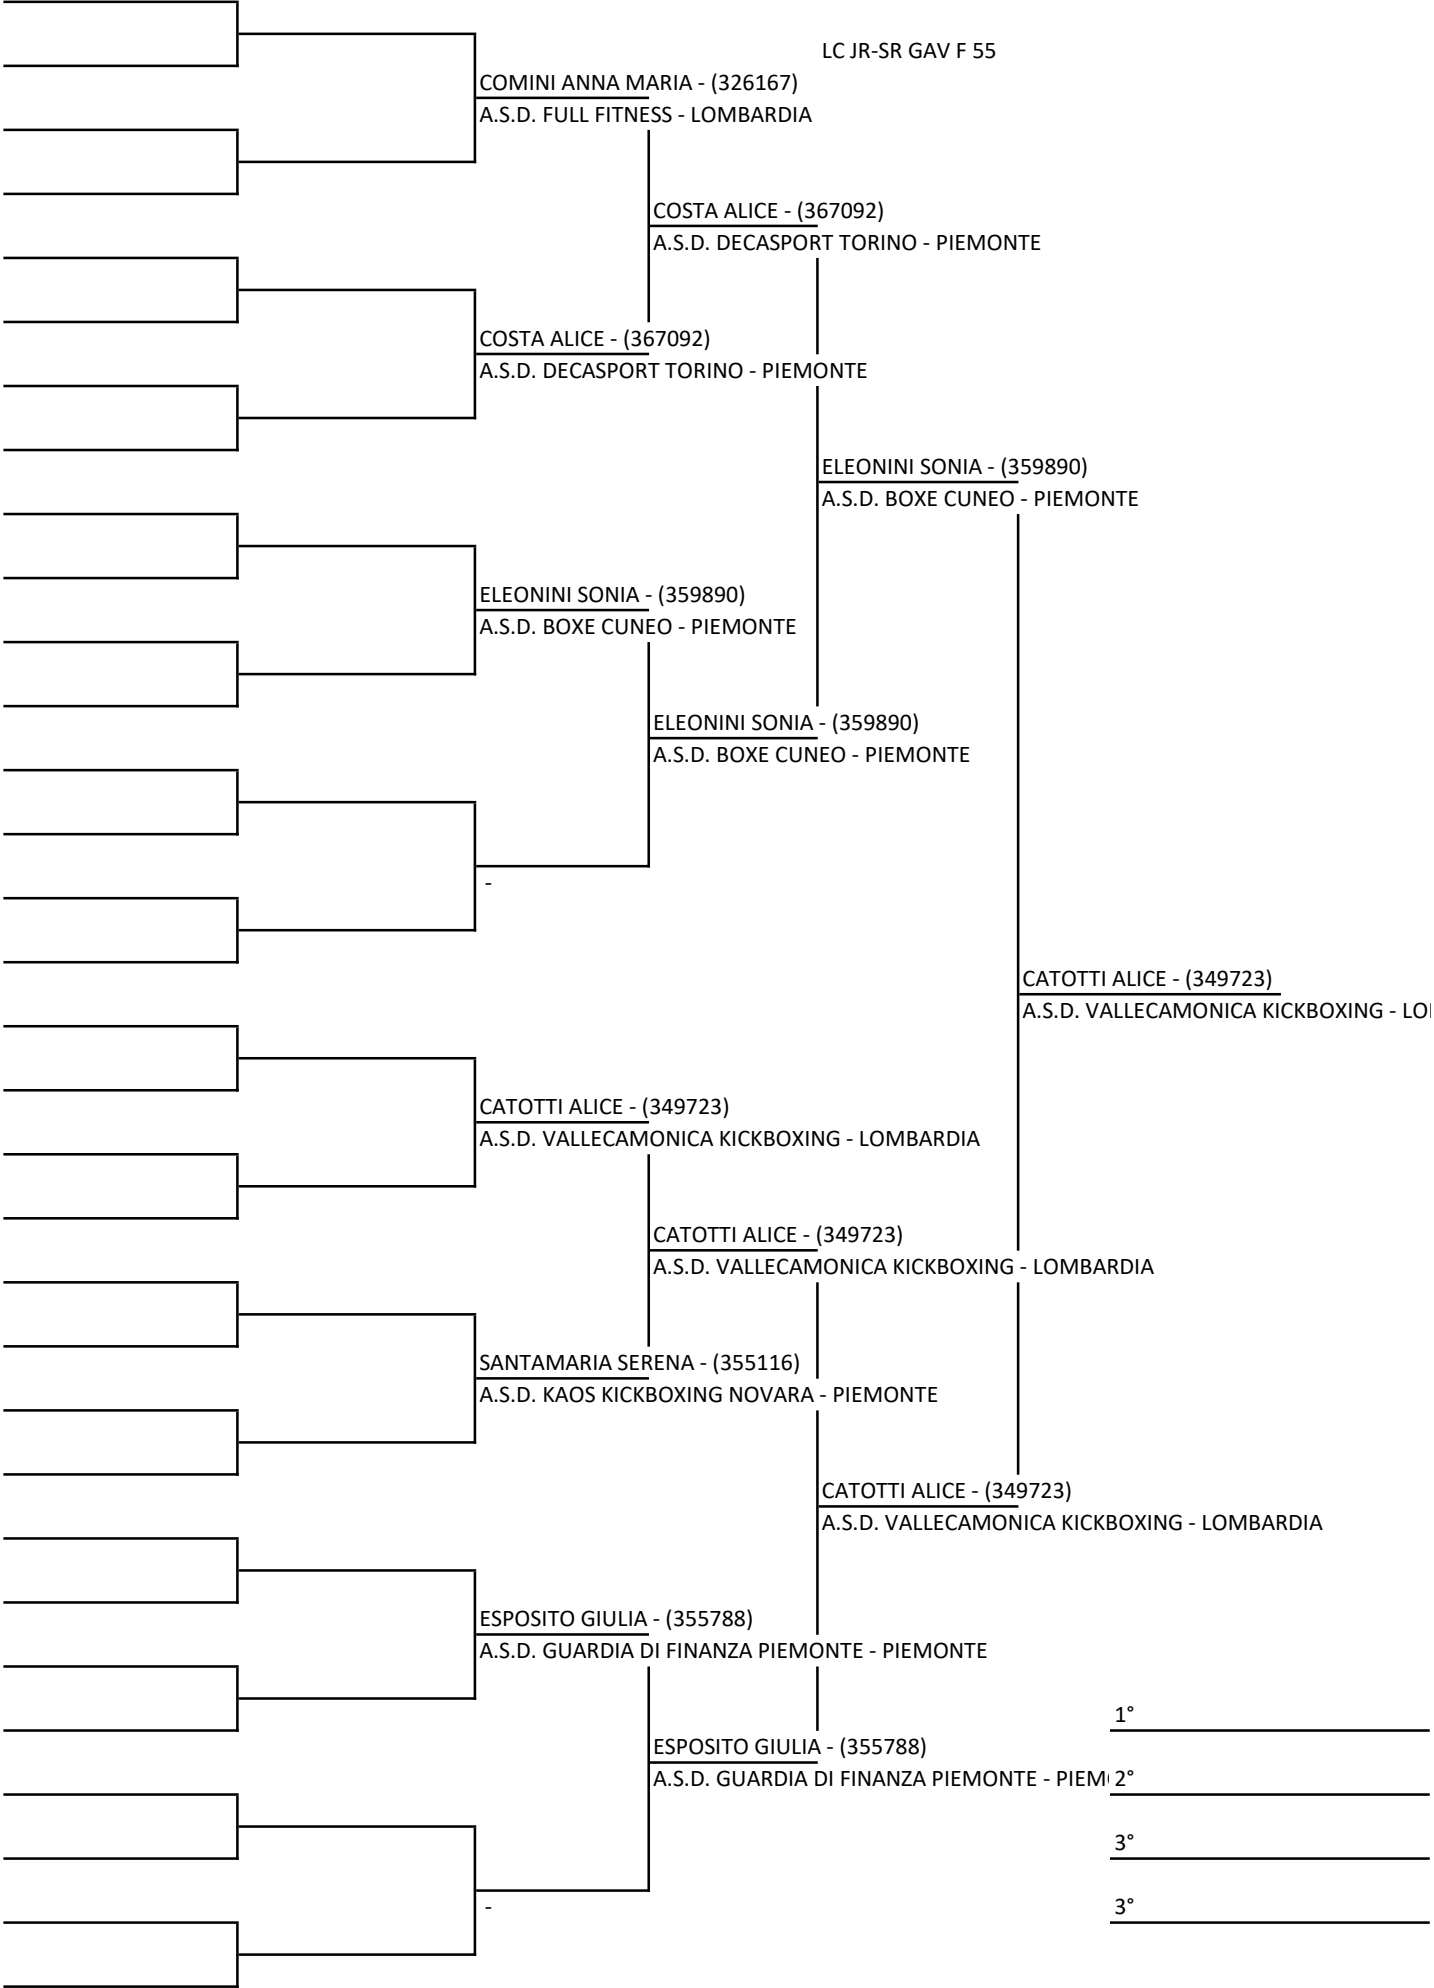 LC JR-SR GAV F 55
COMINI ANNA MARIA - (326167)
A.S.D. FULL FITNESS - LOMBARDIA
COSTA ALICE - (367092)
A.S.D. DECASPORT TORINO - PIEMONTE
COSTA ALICE - (367092)
A.S.D. DECASPORT TORINO - PIEMONTE
ELEONINI SONIA - (359890)
A.S.D. BOXE CUNEO - PIEMONTE
ELEONINI SONIA - (359890)
A.S.D. BOXE CUNEO - PIEMONTE
ELEONINI SONIA - (359890)
A.S.D. BOXE CUNEO - PIEMONTE
-
CATOTTI ALICE - (349723)
A.S.D. VALLECAMONICA KICKBOXING - LO
CATOTTI ALICE - (349723)
A.S.D. VALLECAMONICA KICKBOXING - LOMBARDIA
CATOTTI ALICE - (349723)
A.S.D. VALLECAMONICA KICKBOXING - LOMBARDIA
SANTAMARIA SERENA - (355116)
A.S.D. KAOS KICKBOXING NOVARA - PIEMONTE
CATOTTI ALICE - (349723)
A.S.D. VALLECAMONICA KICKBOXING - LOMBARDIA
ESPOSITO GIULIA - (355788)
A.S.D. GUARDIA DI FINANZA PIEMONTE - PIEMONTE
1°
ESPOSITO GIULIA - (355788)
A.S.D. GUARDIA DI FINANZA PIEMONTE - PIEM
2°
3°
-
3°